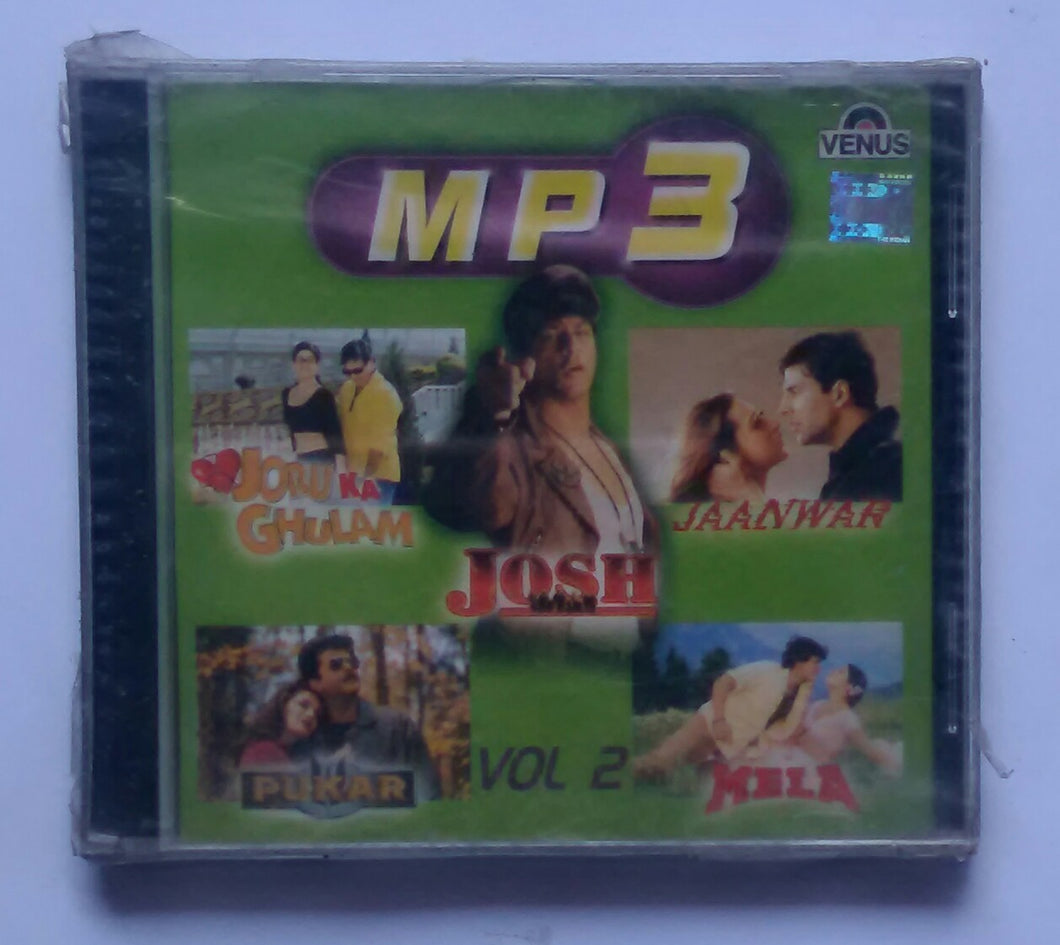 VENUS
MP3
JORU KA
GHULAM
JAANWAR
JOSH
PUKAR
VOL 2
MELA